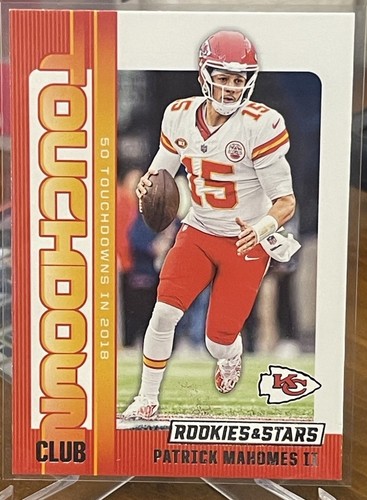 TOUCHDOWN
CLUB
50 TOUCHDOWNS IN 2018
15
15
KC
ROOKIES & STARS
PATRICK MAHOMES II